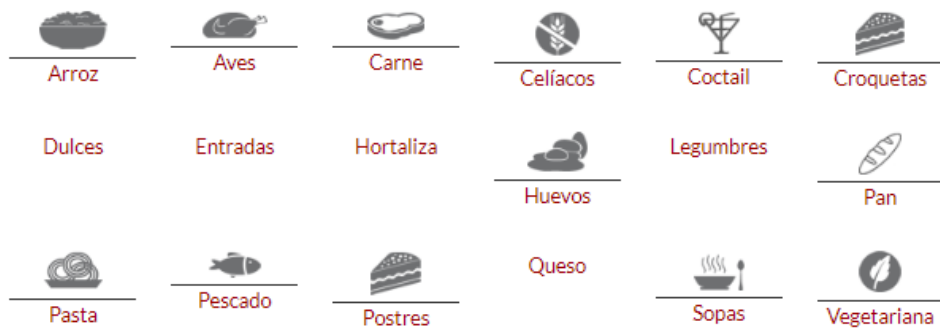 Arroz
Aves
Carne
Celíacos
Coctail
Croquetas
Dulces
Entradas
Hortaliza
Huevos
Legumbres
Pan
Pasta
Pescado
Postres
Queso
Sopas
Vegetariana